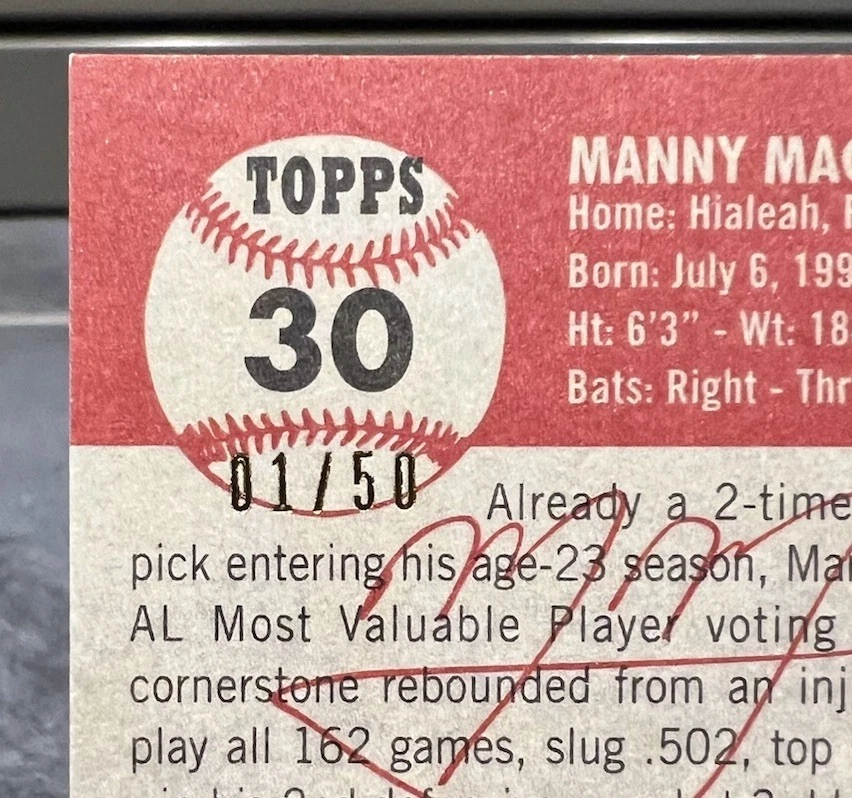 TOPPS
30
01/50
MANNY MAC
Home: Hialeah,
Born: July 6, 199
Ht: 6'3" - Wt: 18
Bats: Right - Thr
Already a 2-time
pick entering his age-23 season, Man
AL Most Valuable Player voting
cornerstone rebounded from an inj
play all 162 games, slug .502, top